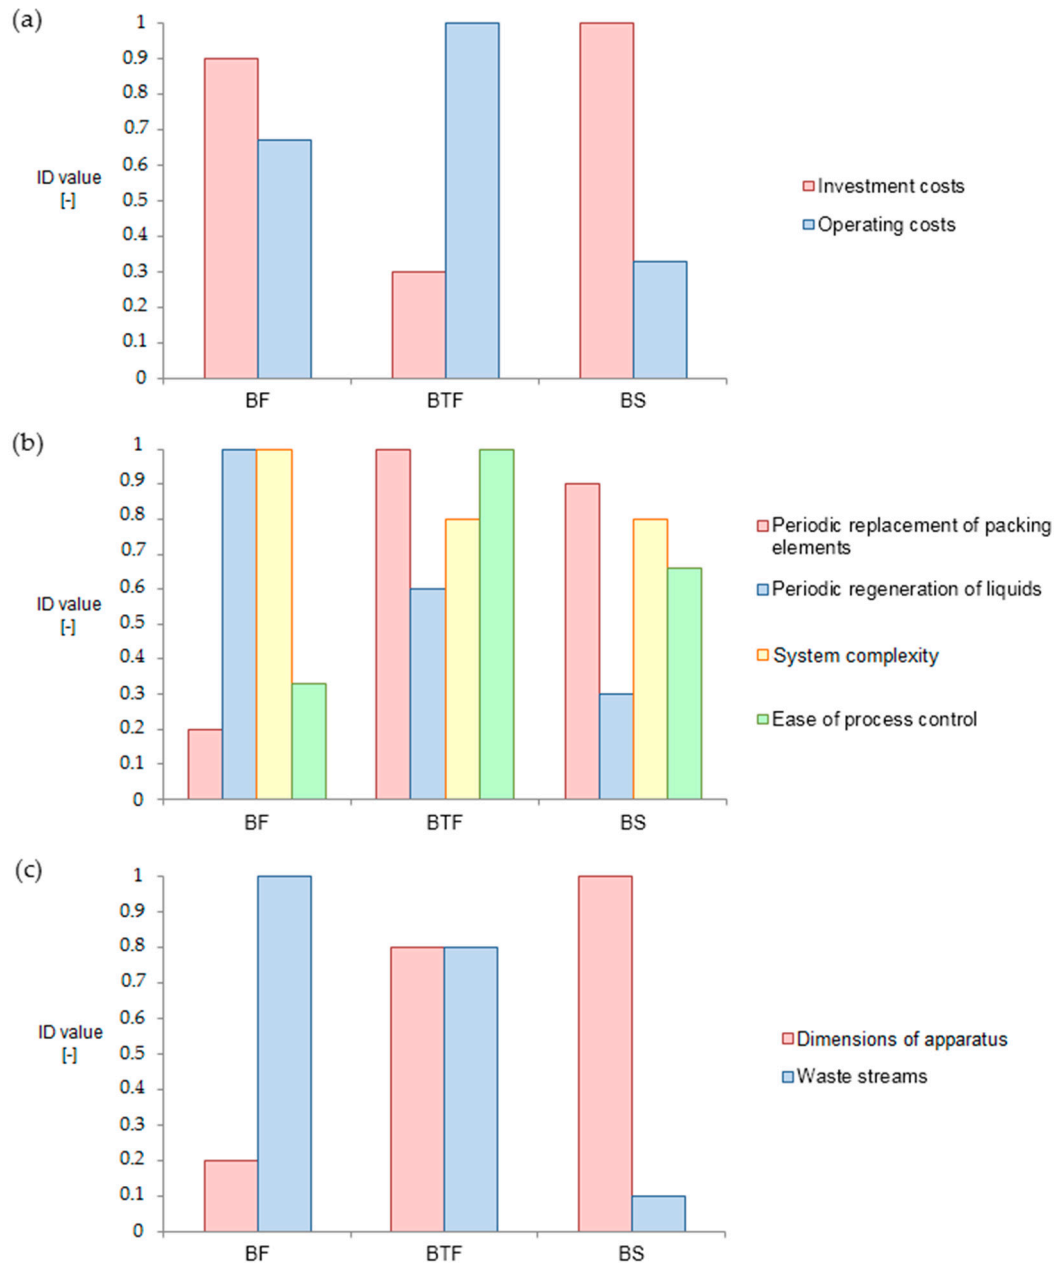 (a)
1
0.9
0.8
0.7
0.6
0.5
0.4
0.3
0.2
0.1
0
ID value
[-]
BF
BTF
BS
Investment costs
Operating costs
(b)
1
0.9
0.8
0.7
0.6
0.5
0.4
0.3
0.2
0.1
0
ID value
[-]
BF
BTF
BS
Periodic replacement of packing
elements
Periodic regeneration of liquids
System complexity
Ease of process control
(c)
1
0.9
0.8
0.7
0.6
0.5
0.4
0.3
0.2
0.1
0
ID value
[-]
BF
BTF
BS
Dimensions of apparatus
Waste streams